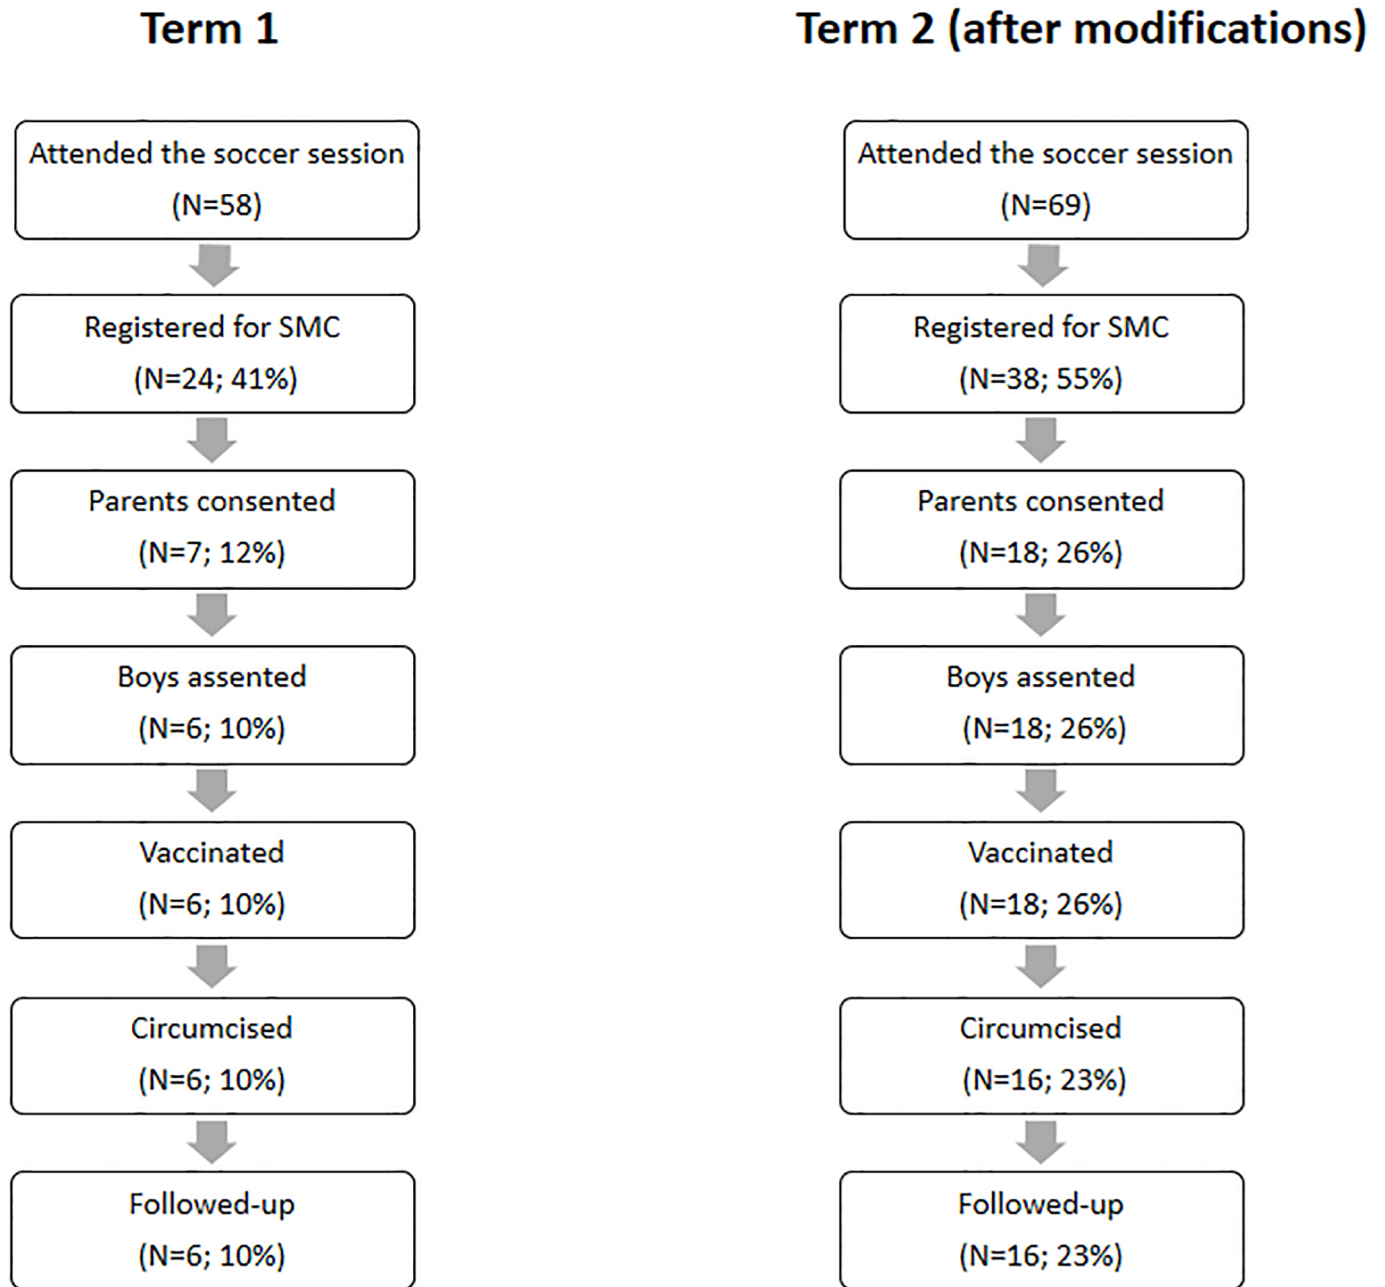 Term 1
Attended the soccer session
(N=58)
Registered for SMC
(N=24; 41%)
Parents consented
(N=7; 12%)
Boys assented
(N=6; 10%)
Vaccinated
(N=6; 10%)
Circumcised
(N=6; 10%)
Followed-up
(N=6; 10%)
Term 2 (after modifications)
Attended the soccer session
(N=69)
Registered for SMC
(N=38; 55%)
Parents consented
(N=18; 26%)
Boys assented
(N=18; 26%)
Vaccinated
(N=18; 26%)
Circumcised
(N=16; 23%)
Followed-up
(N=16; 23%)